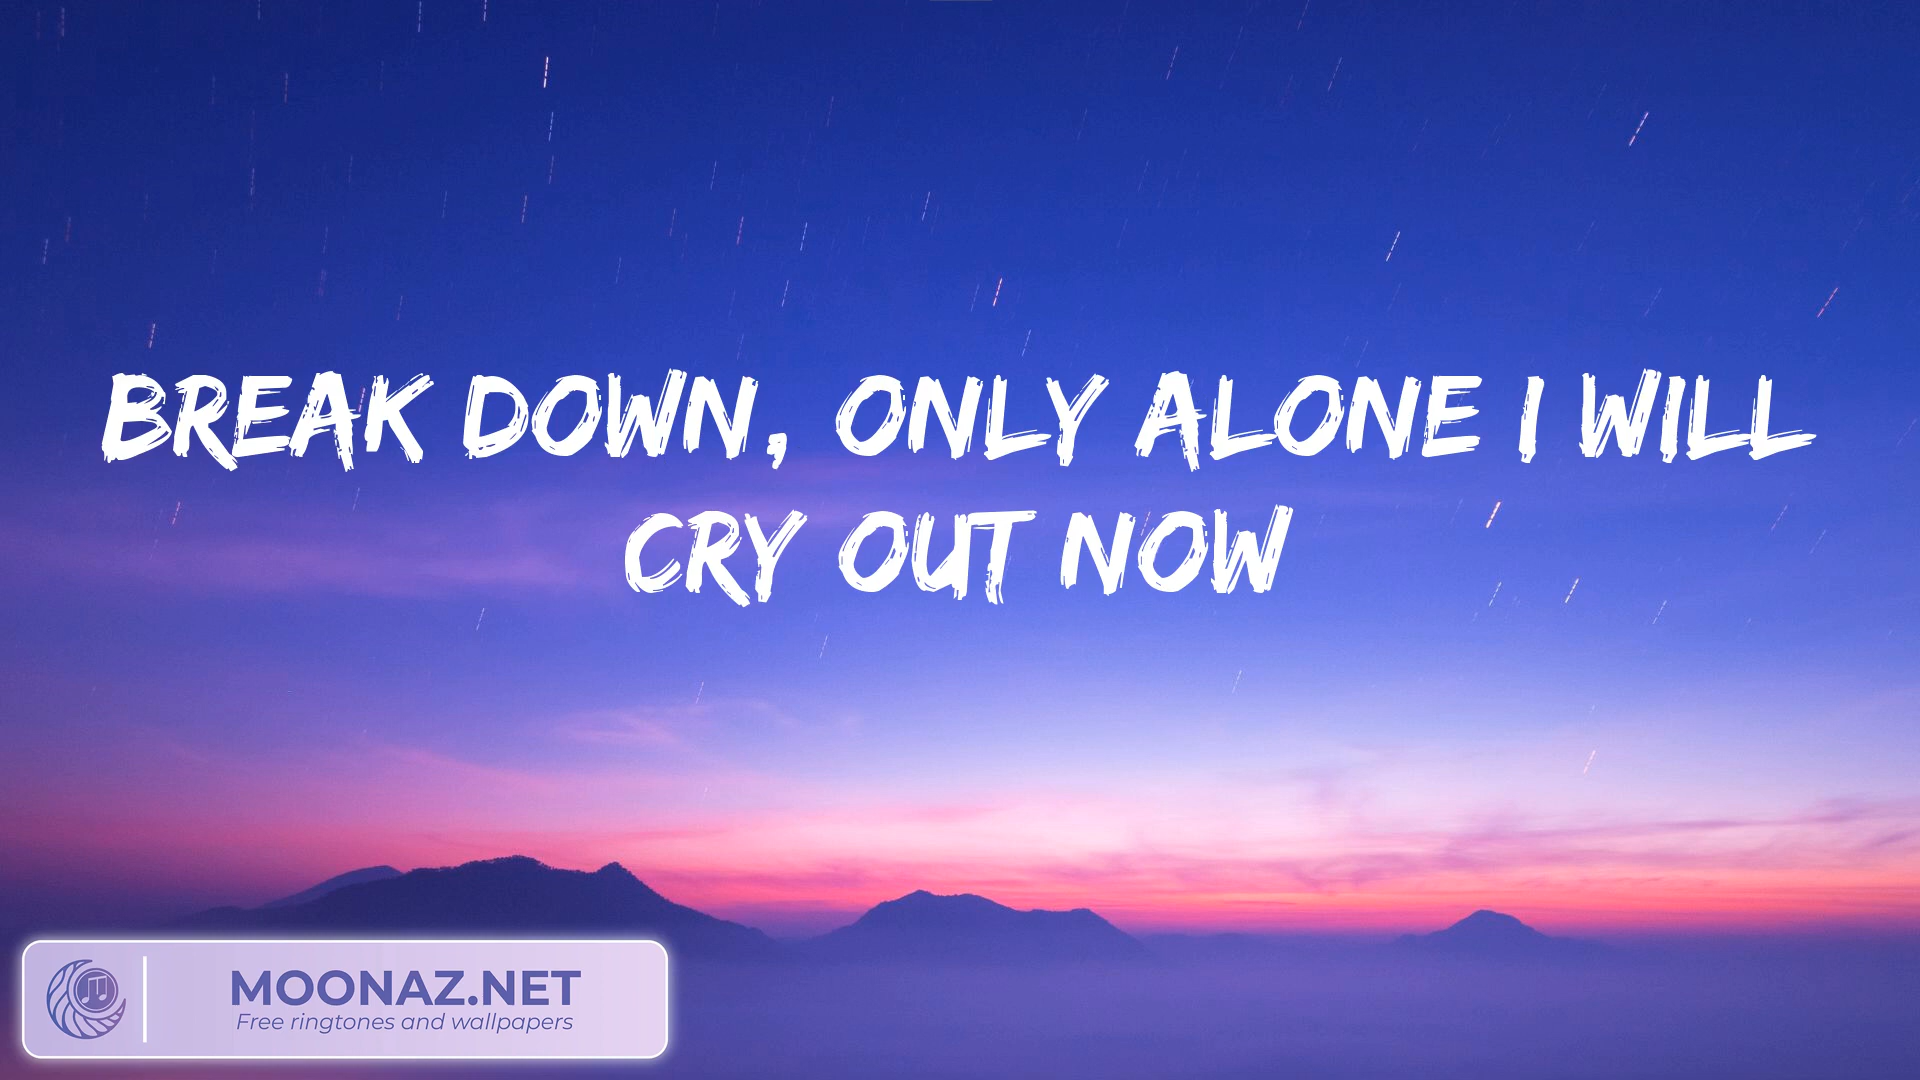 BREAK DOWN, ONLY ALONE I WILL
CRY OUT NOW
MOONAZ.NET
Free ringtones and wallpapers